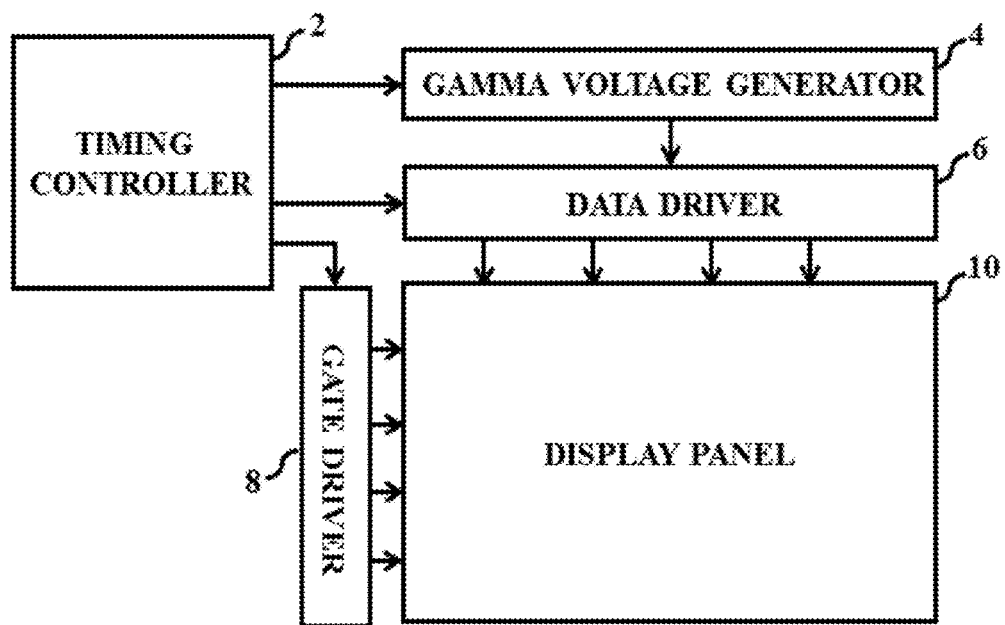 2
4
GAMMA VOLTAGE GENERATOR
TIMING
CONTROLLER
6
DATA DRIVER
10
GATE DRIVER
8
DISPLAY PANEL